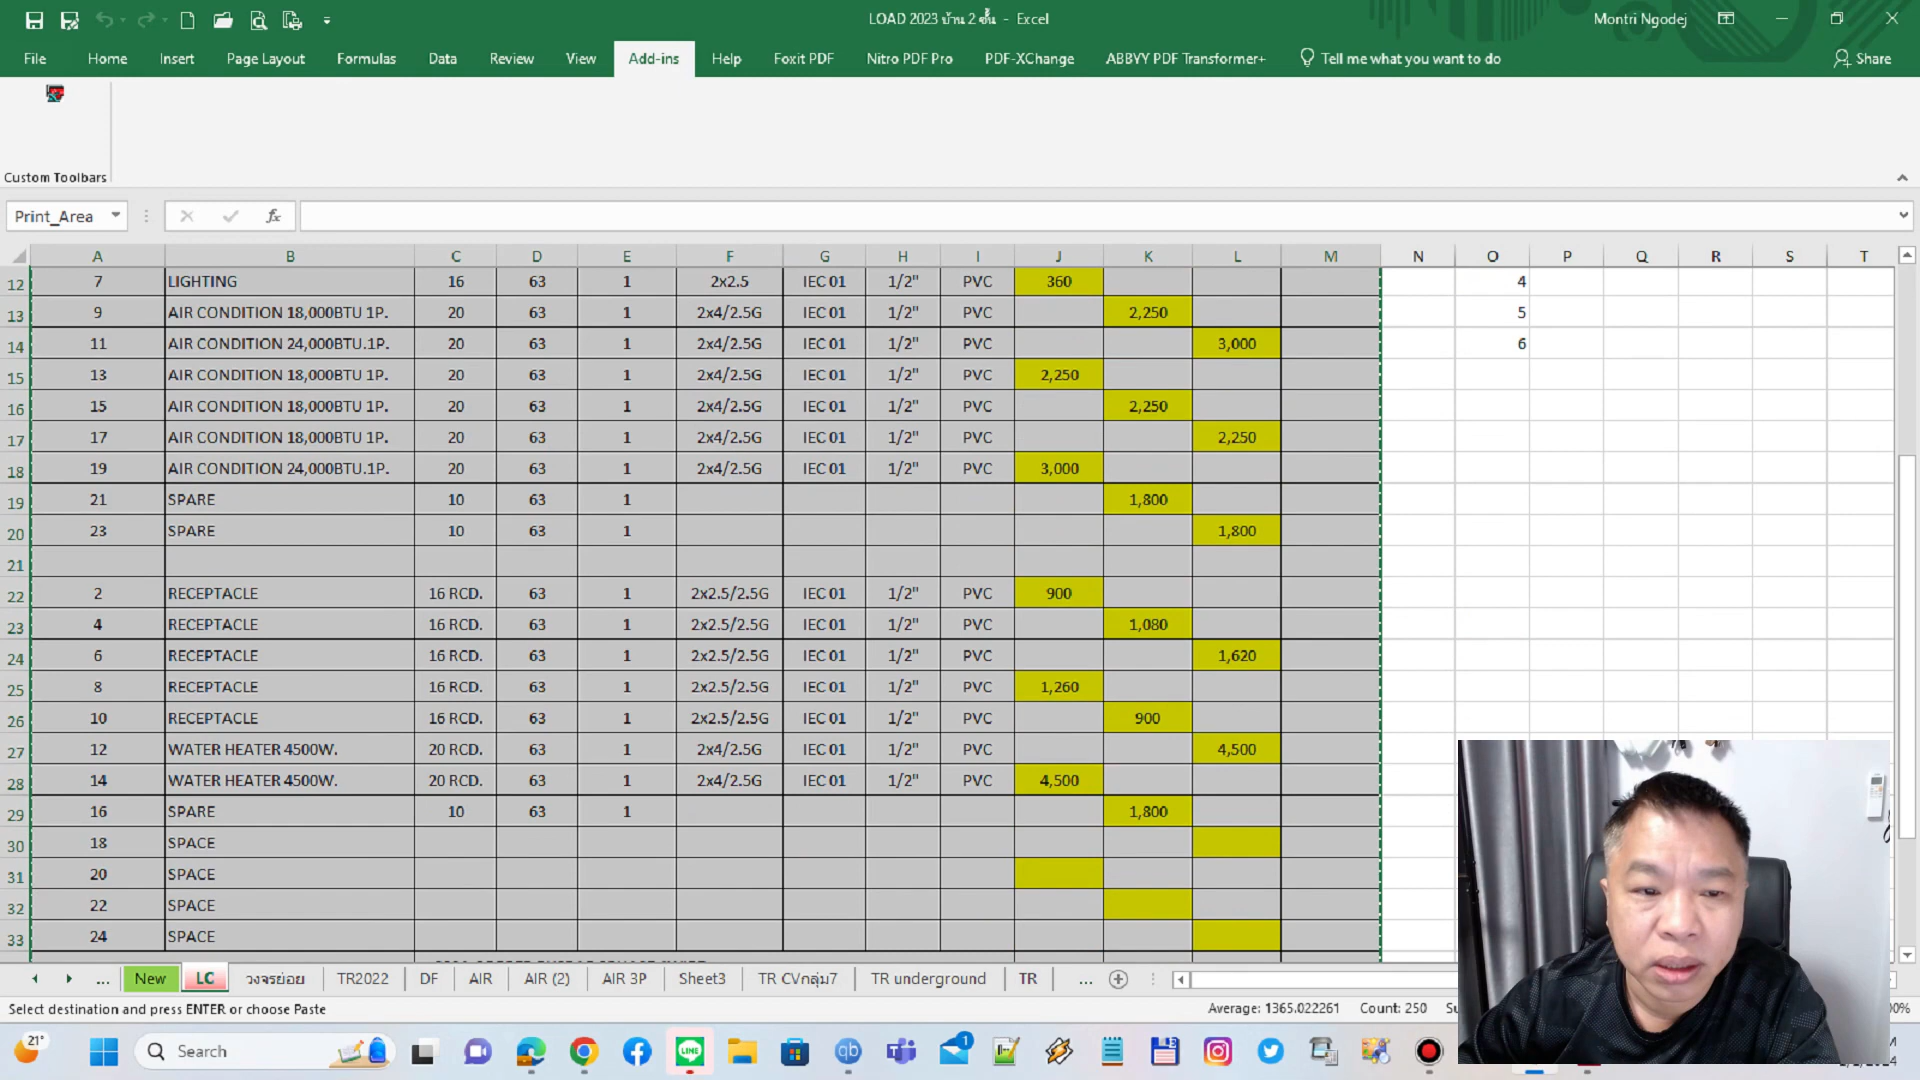 LOAD 2023 บ้าน 2 ชั้น - Excel
Montri Ngodej
File Home Insert Page Layout Formulas Data Review View Add-ins Help Foxit PDF Nitro PDF Pro PDF-XChange ABBYY PDF Transformer+ Tell me what you want to do Share
Custom Toolbars
Print_Area fx
A B C D E F G H I J K L M N O P Q R S T
12 7 LIGHTING 16 63 1 2x2.5 IEC 01 1/2" PVC 360 4
13 9 AIR CONDITION 18,000BTU 1P. 20 63 1 2x4/2.5G IEC 01 1/2" PVC 2,250 5
14 11 AIR CONDITION 24,000BTU.1P. 20 63 1 2x4/2.5G IEC 01 1/2" PVC 3,000 6
15 13 AIR CONDITION 18,000BTU 1P. 20 63 1 2x4/2.5G IEC 01 1/2" PVC 2,250
16 15 AIR CONDITION 18,000BTU 1P. 20 63 1 2x4/2.5G IEC 01 1/2" PVC 2,250
17 17 AIR CONDITION 18,000BTU 1P. 20 63 1 2x4/2.5G IEC 01 1/2" PVC 2,250
18 19 AIR CONDITION 24,000BTU.1P. 20 63 1 2x4/2.5G IEC 01 1/2" PVC 3,000
19 21 SPARE 10 63 1 1,800
20 23 SPARE 10 63 1 1,800
21
22 2 RECEPTACLE 16 RCD. 63 1 2x2.5/2.5G IEC 01 1/2" PVC 900
23 4 RECEPTACLE 16 RCD. 63 1 2x2.5/2.5G IEC 01 1/2" PVC 1,080
24 6 RECEPTACLE 16 RCD. 63 1 2x2.5/2.5G IEC 01 1/2" PVC 1,620
25 8 RECEPTACLE 16 RCD. 63 1 2x2.5/2.5G IEC 01 1/2" PVC 1,260
26 10 RECEPTACLE 16 RCD. 63 1 2x2.5/2.5G IEC 01 1/2" PVC 900
27 12 WATER HEATER 4500W. 20 RCD. 63 1 2x4/2.5G IEC 01 1/2" PVC 4,500
28 14 WATER HEATER 4500W. 20 RCD. 63 1 2x4/2.5G IEC 01 1/2" PVC 4,500
29 16 SPARE 10 63 1 1,800
30 18 SPACE
31 20 SPACE
32 22 SPACE
33 24 SPACE
... New LC วงจรย่อย TR2022 DF AIR AIR (2) AIR 3P Sheet3 TR CVกลุ่ม7 TR underground TR ...
Select destination and press ENTER or choose Paste Average: 1365.022261 Count: 250
21° Search 1